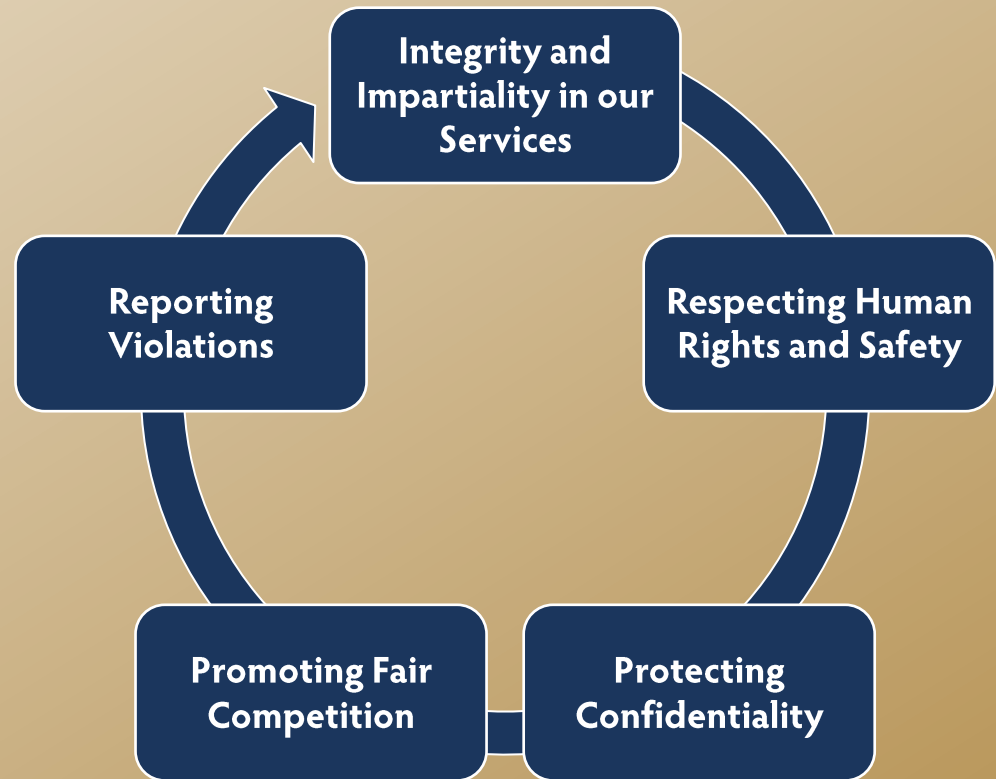 Integrity and
Impartiality in our
Services
Respecting Human
Rights and Safety
Protecting
Confidentiality
Promoting Fair
Competition
Reporting
Violations